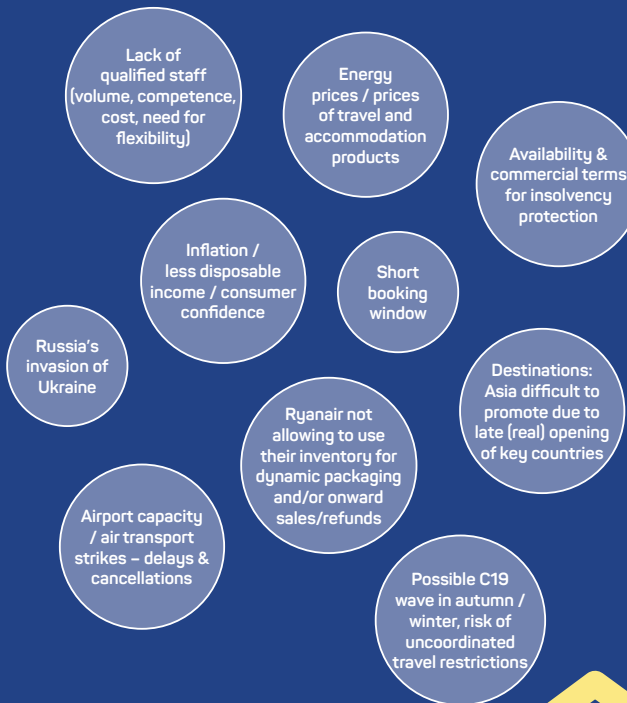 Lack of
qualified staff
(volume, competence,
cost, need for
flexibility)
Energy
prices / prices
of travel and
accommodation
products
Availability &
commercial terms
for insolvency
protection
Inflation /
less disposable
income / consumer
confidence
Short
booking
window
Russia's
invasion of
Ukraine
Destinations:
Asia difficult to
promote due to
late (real) opening
of key countries
Ryanair not
allowing to use
their inventory for
dynamic packaging
and/or onward
sales/refunds
Airport capacity
/ air transport
strikes – delays &
cancellations
Possible C19
wave in autumn /
winter, risk of
uncoordinated
travel restrictions